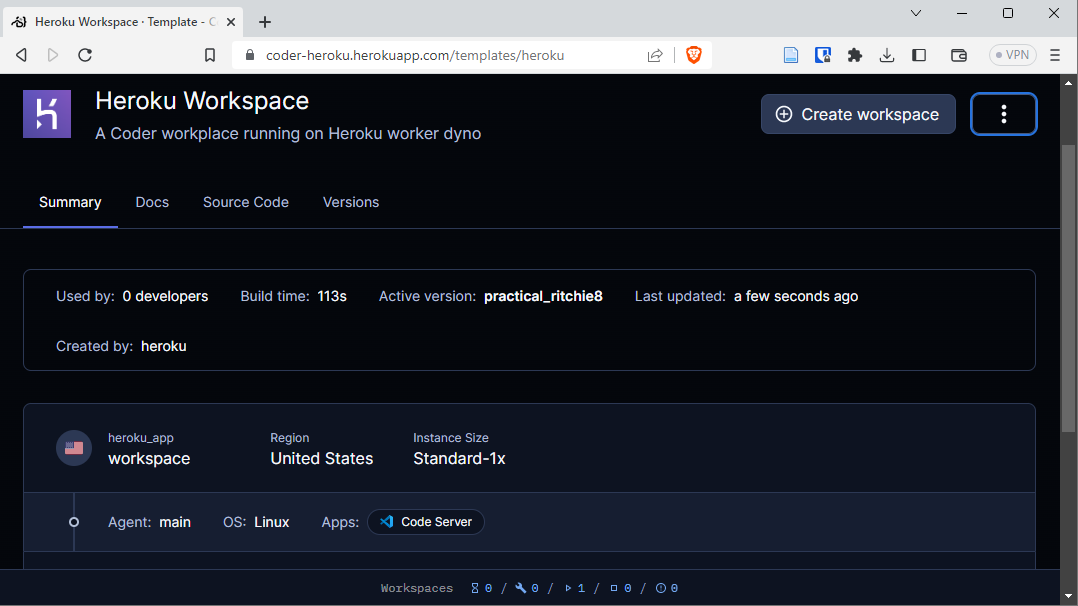 Heroku Workspace · Template - C
coder-heroku.herokuapp.com/templates/heroku
VPN
Heroku Workspace
A Coder workplace running on Heroku worker dyno
Create workspace
Summary Docs Source Code Versions
Used by: 0 developers Build time: 113s Active version: practical_ritchie8 Last updated: a few seconds ago
Created by: heroku
heroku_app Region Instance Size
workspace United States Standard-1x
Agent: main OS: Linux Apps: Code Server
Workspaces 0 / 0 / 1 / 0 / 0